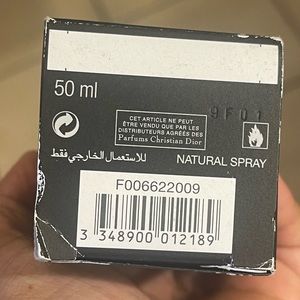 50 ml
9F01
CET ARTICLE NE PEUT
ÊTRE VENDU QUE PAR LES
DISTRIBUTEURS AGRÉÉS DES
Parfums Christian Dior
للاستعمال الخارجي فقط
NATURAL SPRAY
F006622009
3 348900 012189